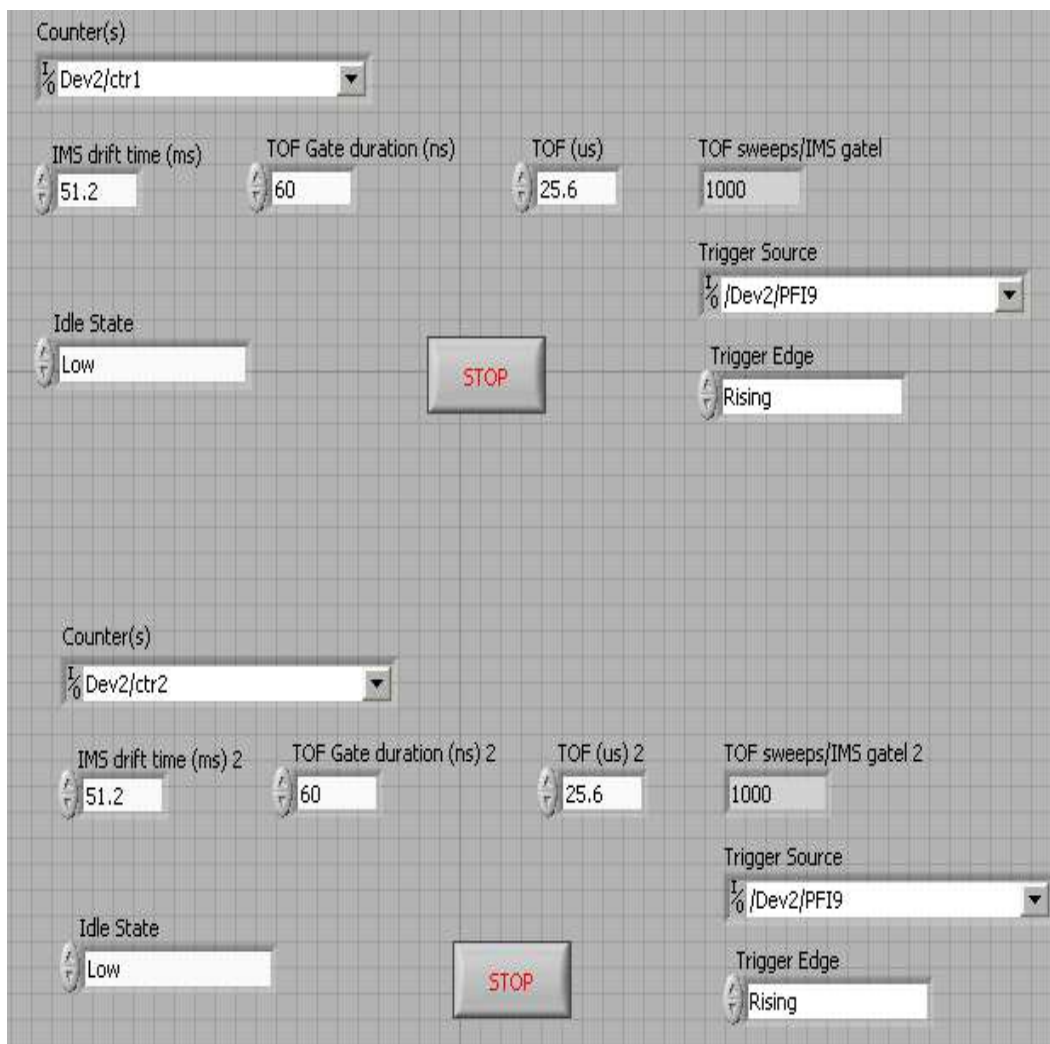 Counter(s)
Dev2/ctr1
IMS drift time (ms) TOF Gate duration (ns) TOF (us) TOF sweeps/IMS gatel
51.2 60 25.6 1000
Trigger Source
/Dev2/PFI9
Idle State
Low
STOP
Trigger Edge
Rising
Counter(s)
Dev2/ctr2
IMS drift time (ms) 2 TOF Gate duration (ns) 2 TOF (us) 2 TOF sweeps/IMS gatel 2
51.2 60 25.6 1000
Trigger Source
/Dev2/PFI9
Idle State
Low
STOP
Trigger Edge
Rising